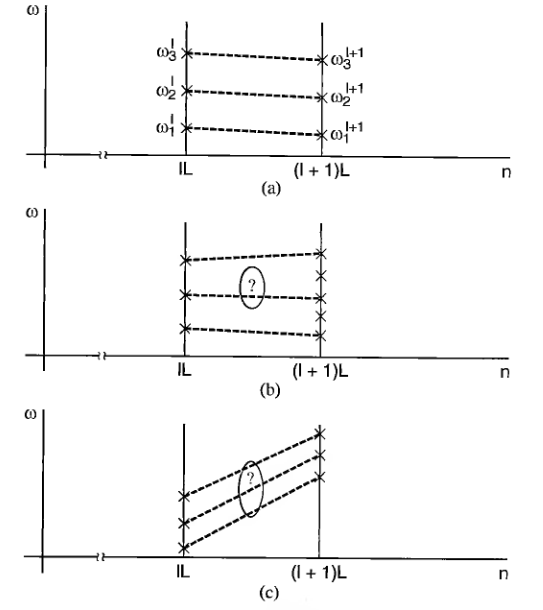 ω
ω₃ˡ ω₃ˡ⁺¹
ω₂ˡ ω₂ˡ⁺¹
ω₁ˡ ω₁ˡ⁺¹
lL (l + 1)L n
(a)
ω
?
lL (l + 1)L n
(b)
ω
?
lL (l + 1)L n
(c)